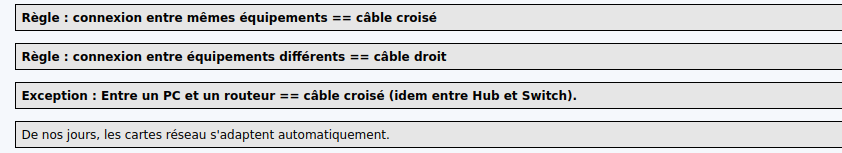 Règle : connexion entre mêmes équipements == câble croisé
Règle : connexion entre équipements différents == câble droit
Exception : Entre un PC et un routeur == câble croisé (idem entre Hub et Switch).
De nos jours, les cartes réseau s'adaptent automatiquement.